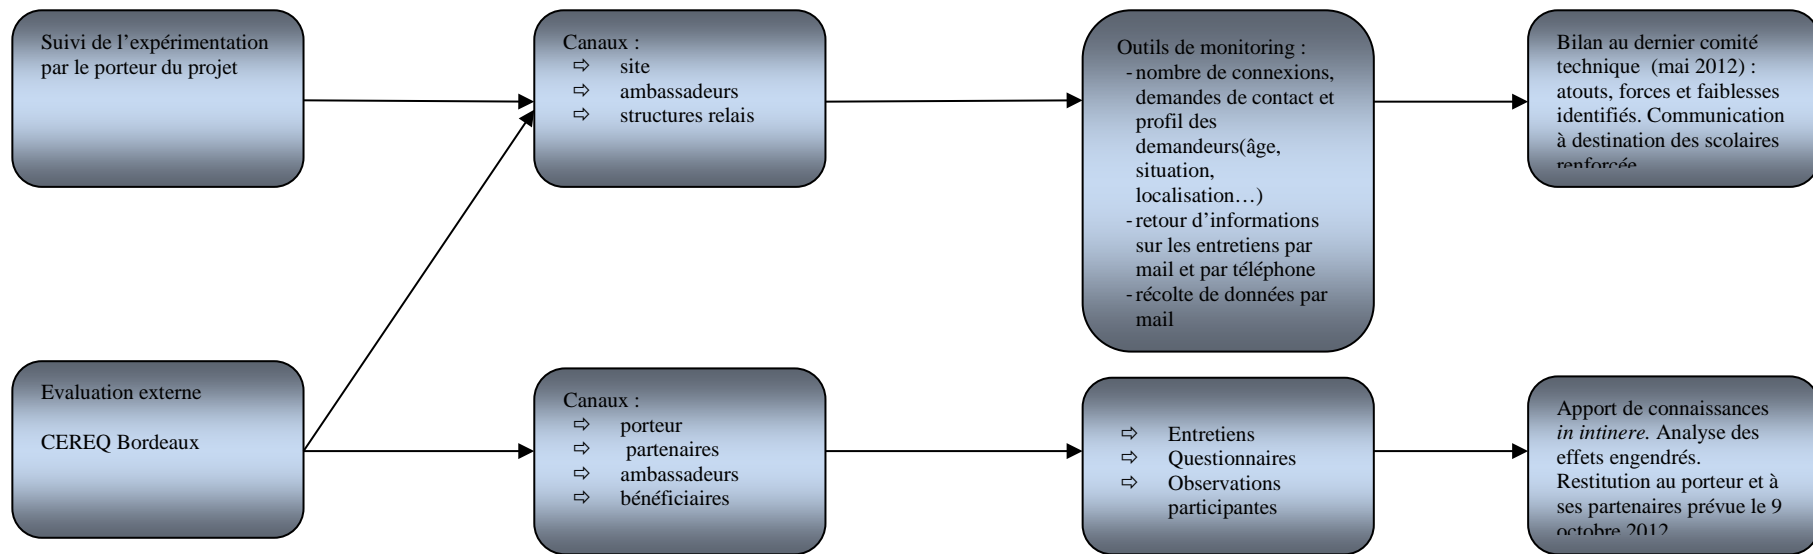 Suivi de l’expérimentation
par le porteur du projet
Canaux :
⇨ site
⇨ ambassadeurs
⇨ structures relais
Outils de monitoring :
- nombre de connexions,
demandes de contact et
profil des
demandeurs(âge,
situation,
localisation…)
- retour d’informations
sur les entretiens par
mail et par téléphone
- récolte de données par
mail
Bilan au dernier comité
technique (mai 2012) :
atouts, forces et faiblesses
identifiés. Communication
à destination des scolaires
renforcée
Evaluation externe
CEREQ Bordeaux
Canaux :
⇨ porteur
⇨ partenaires
⇨ ambassadeurs
⇨ bénéficiaires
⇨ Entretiens
⇨ Questionnaires
⇨ Observations
participantes
Apport de connaissances
in intinere. Analyse des
effets engendrés.
Restitution au porteur et à
ses partenaires prévue le 9
octobre 2012